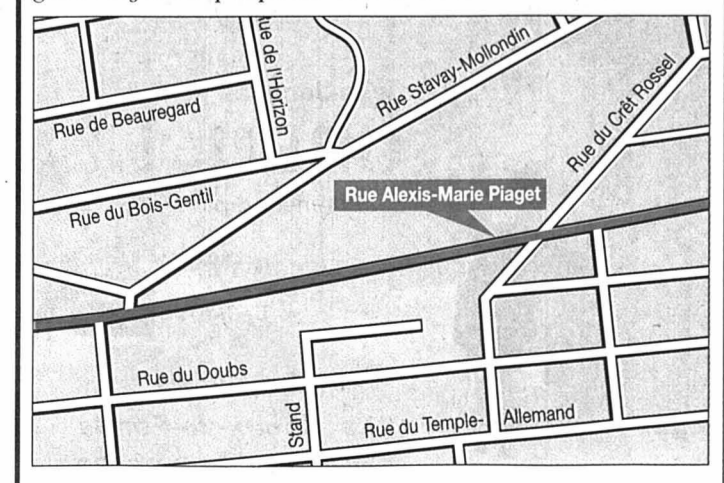 Rue de l'Horizon
Rue Stavay-Mollondin
Rue de Beauregard
Rue du Crêt Rossel
Rue Alexis-Marie Piaget
Rue du Bois-Gentil
Rue du Doubs
Stand
Rue du Temple-Allemand